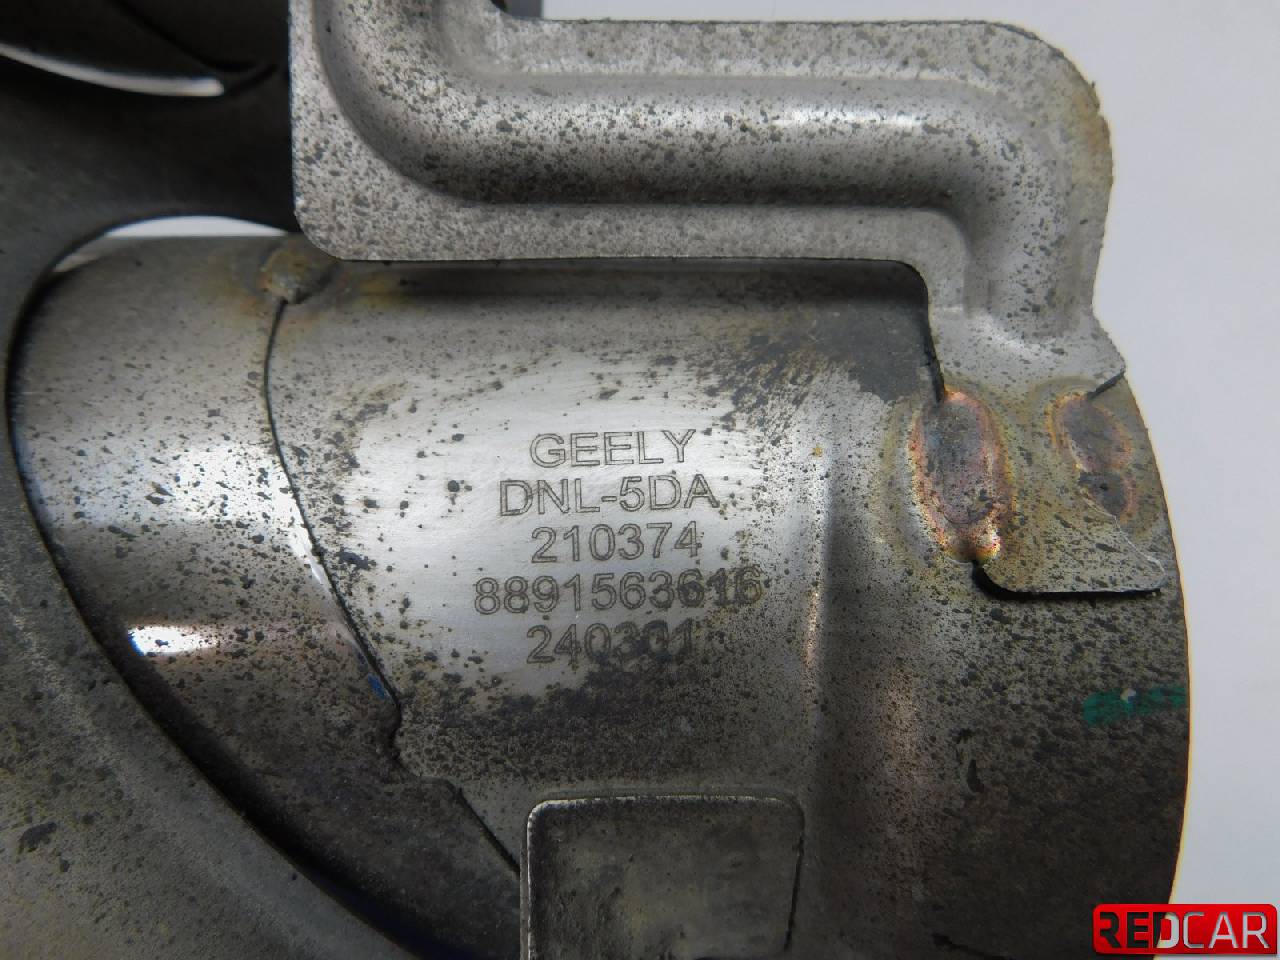 GEELY
DNL-5DA
210374
8891563616
240301
REDCAR